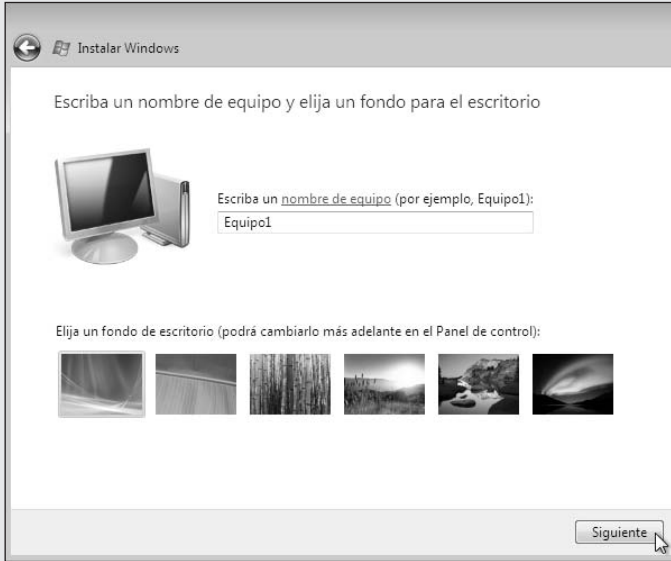 Instalar Windows
Escriba un nombre de equipo y elija un fondo para el escritorio
Escriba un nombre de equipo (por ejemplo, Equipo1):
Equipo1
Elija un fondo de escritorio (podrá cambiarlo más adelante en el Panel de control):
Siguiente